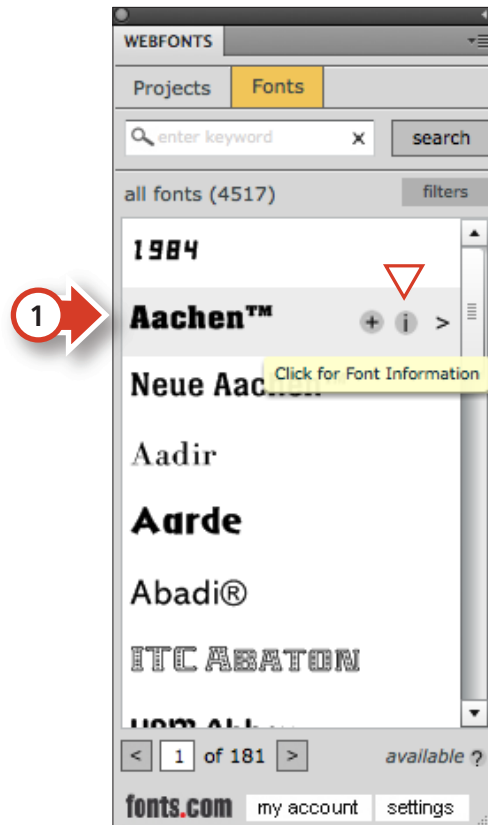 WEBFONTS
Projects Fonts
enter keyword x search
all fonts (4517) filters
1984
1 Aachen™ + i >
Click for Font Information
Neue Aachen™
Aadir
Aarde
Abadi®
ITC ABATON
< 1 of 181 > available ?
fonts.com my account settings